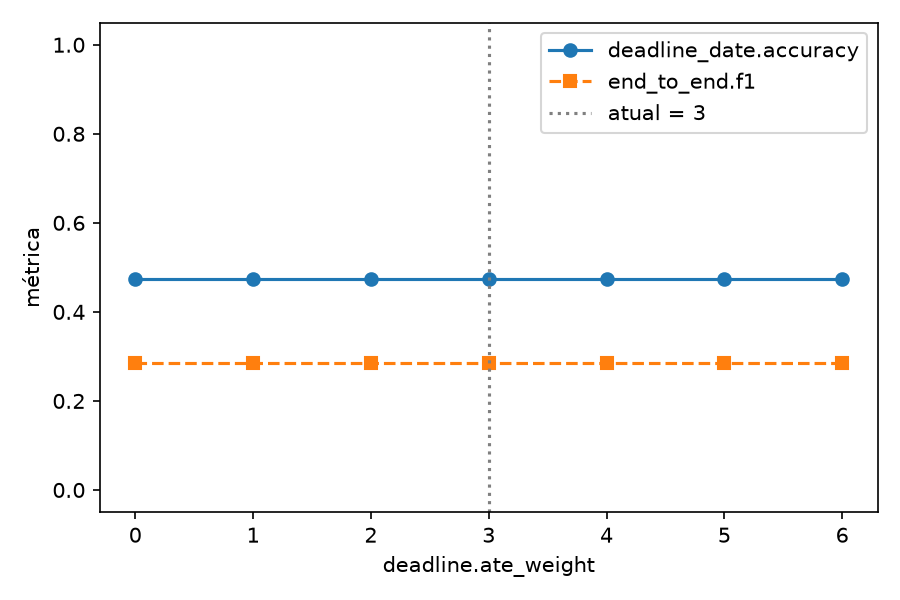 deadline_date.accuracy
end_to_end.f1
atual = 3
métrica
1.0
0.8
0.6
0.4
0.2
0.0
0 1 2 3 4 5 6
deadline.ate_weight